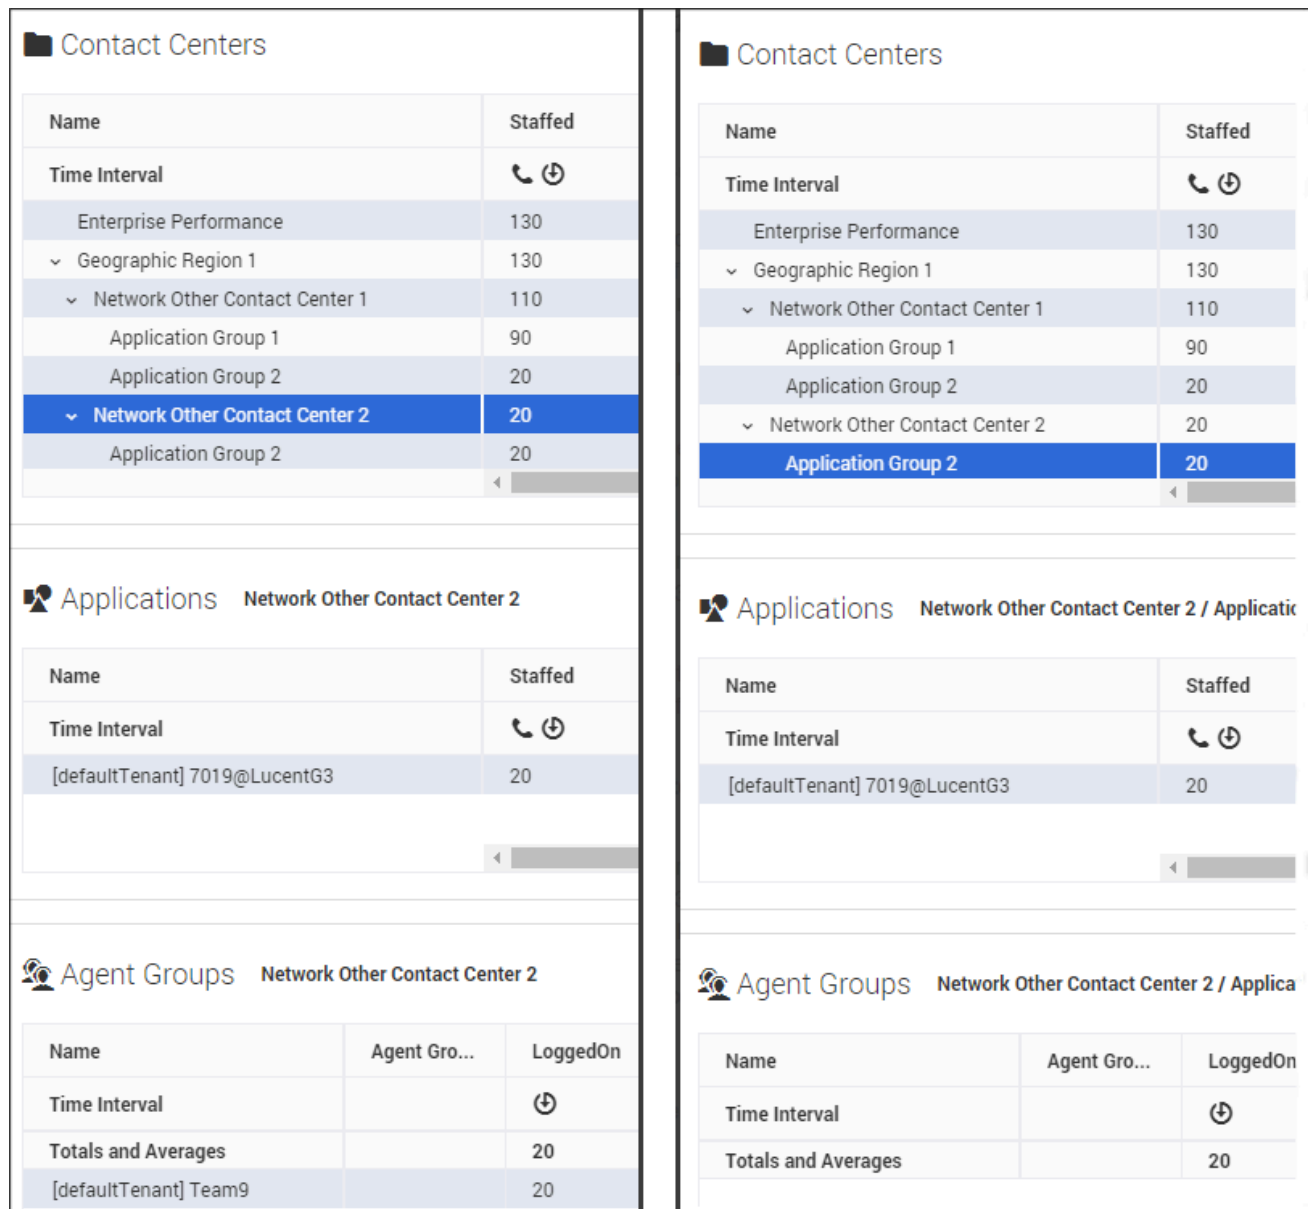 Contact Centers
Name Staffed
Time Interval
Enterprise Performance 130
Geographic Region 1 130
Network Other Contact Center 1 110
Application Group 1 90
Application Group 2 20
Network Other Contact Center 2 20
Application Group 2 20
Applications Network Other Contact Center 2
Name Staffed
Time Interval
[defaultTenant] 7019@LucentG3 20
Agent Groups Network Other Contact Center 2
Name Agent Gro... LoggedOn
Time Interval
Totals and Averages 20
[defaultTenant] Team9 20
Contact Centers
Name Staffed
Time Interval
Enterprise Performance 130
Geographic Region 1 130
Network Other Contact Center 1 110
Application Group 1 90
Application Group 2 20
Network Other Contact Center 2 20
Application Group 2 20
Applications Network Other Contact Center 2 / Applicatic
Name Staffed
Time Interval
[defaultTenant] 7019@LucentG3 20
Agent Groups Network Other Contact Center 2 / Applica
Name Agent Gro... LoggedOn
Time Interval
Totals and Averages 20